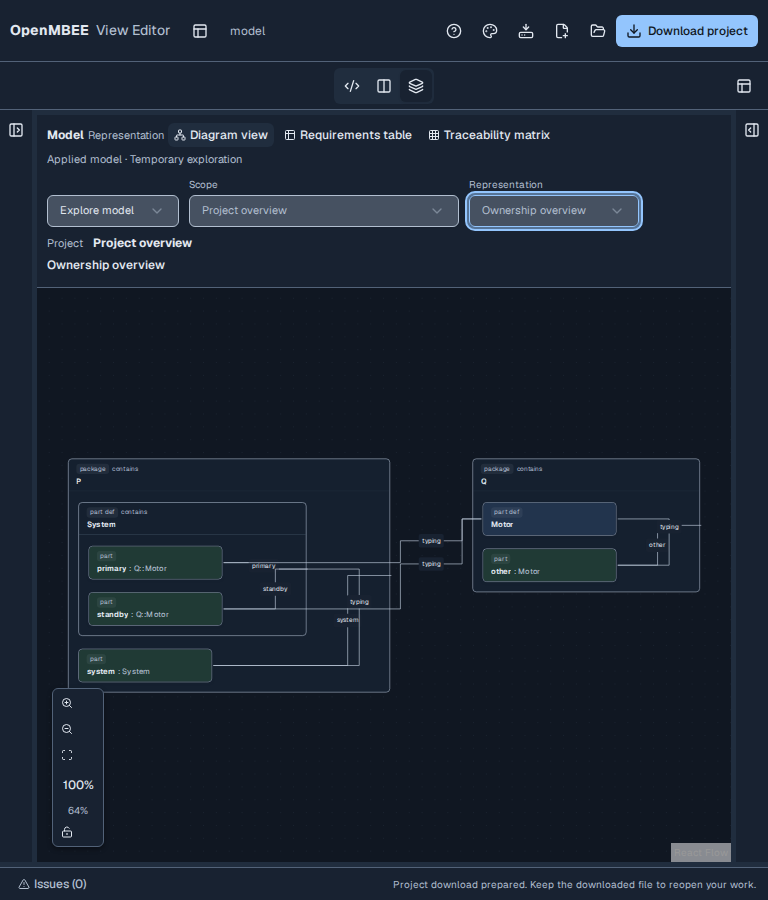 OpenMBEE View Editor model Download project
Model Representation Diagram view Requirements table Traceability matrix
Applied model · Temporary exploration
Scope Representation
Explore model Project overview Ownership overview
Project Project overview
Ownership overview
package contains
P
part def contains
System
part
primary : Q::Motor
part
standby : Q::Motor
part
system : System
primary
standby
typing
system
typing
typing
package contains
Q
part def
Motor
part
other : Motor
typing
other
100%
64%
React Flow
Issues (0) Project download prepared. Keep the downloaded file to reopen your work.